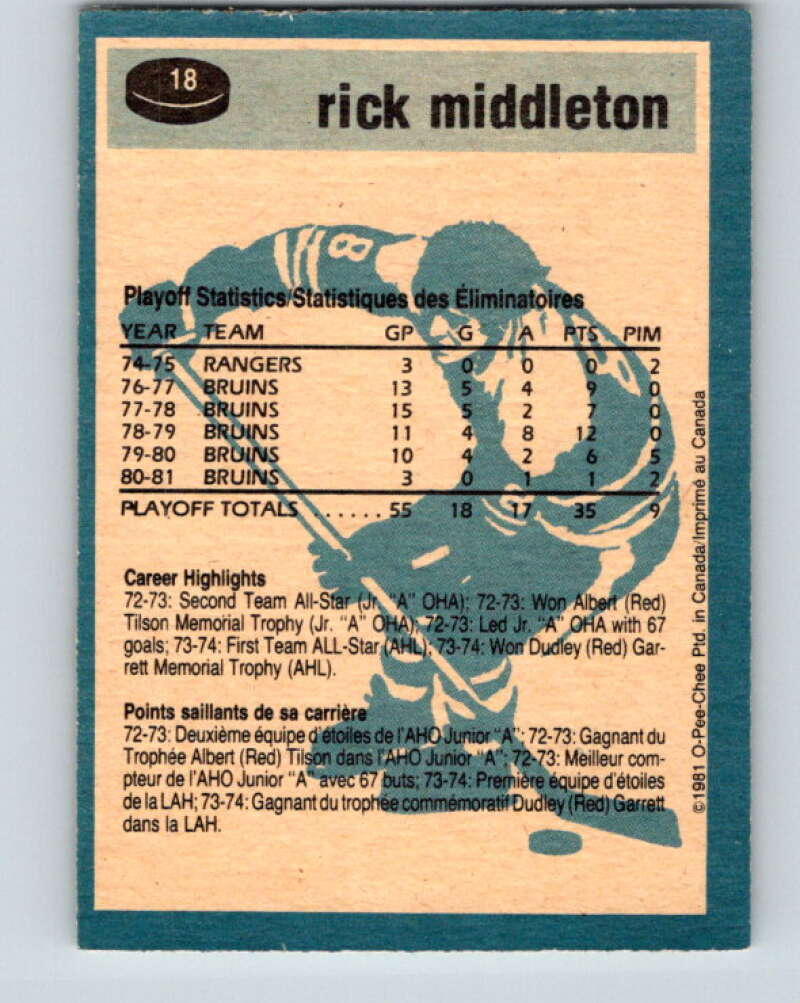 18
rick middleton
8
Playoff Statistics/Statistiques des Éliminatoires
YEAR TEAM GP G A PTS PIM
74-75 RANGERS 3 0 0 0 2
76-77 BRUINS 13 5 4 9 0
77-78 BRUINS 15 5 2 7 0
78-79 BRUINS 11 4 8 12 0
79-80 BRUINS 10 4 2 6 5
80-81 BRUINS 3 0 1 1 2
PLAYOFF TOTALS ...... 55 18 17 35 9
Career Highlights
72-73: Second Team All-Star (Jr. "A" OHA); 72-73: Won Albert (Red)
Tilson Memorial Trophy (Jr. "A" OHA); 72-73: Led Jr. "A" OHA with 67
goals; 73-74: First Team ALL-Star (AHL); 73-74: Won Dudley (Red) Gar-
rett Memorial Trophy (AHL).
Points saillants de sa carrière
72-73: Deuxième équipe d'étoiles de l'AHO Junior "A"; 72-73: Gagnant du
Trophée Albert (Red) Tilson dans l'AHO Junior "A"; 72-73: Meilleur com-
pteur de l'AHO Junior "A" avec 67 buts; 73-74: Première équipe d'étoiles
de la LAH; 73-74: Gagnant du trophée commémoratif Dudley (Red) Garrett
dans la LAH.
©1981 O-Pee-Chee Ptd. in Canada/Imprimé au Canada